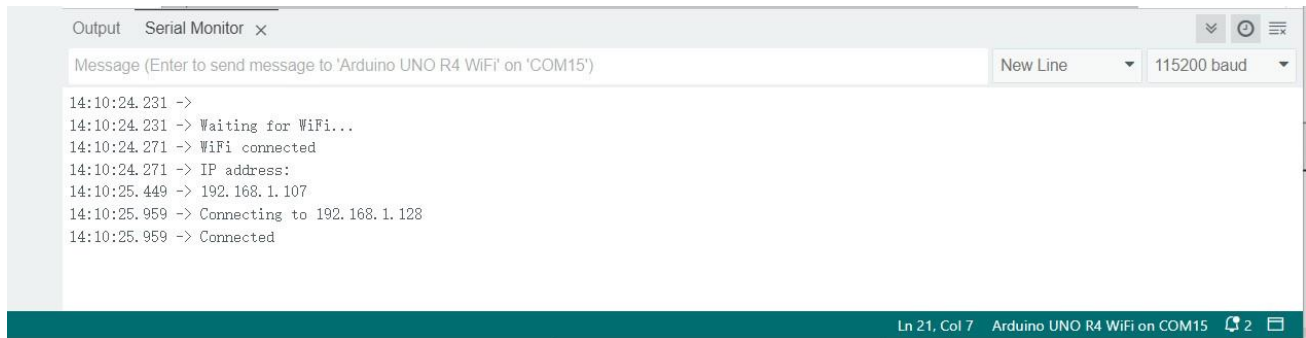 Output Serial Monitor
Message (Enter to send message to 'Arduino UNO R4 WiFi' on 'COM15') New Line 115200 baud
14:10:24.231 ->
14:10:24.231 -> Waiting for WiFi...
14:10:24.271 -> WiFi connected
14:10:24.271 -> IP address:
14:10:25.449 -> 192.168.1.107
14:10:25.959 -> Connecting to 192.168.1.128
14:10:25.959 -> Connected
Ln 21, Col 7 Arduino UNO R4 WiFi on COM15 2